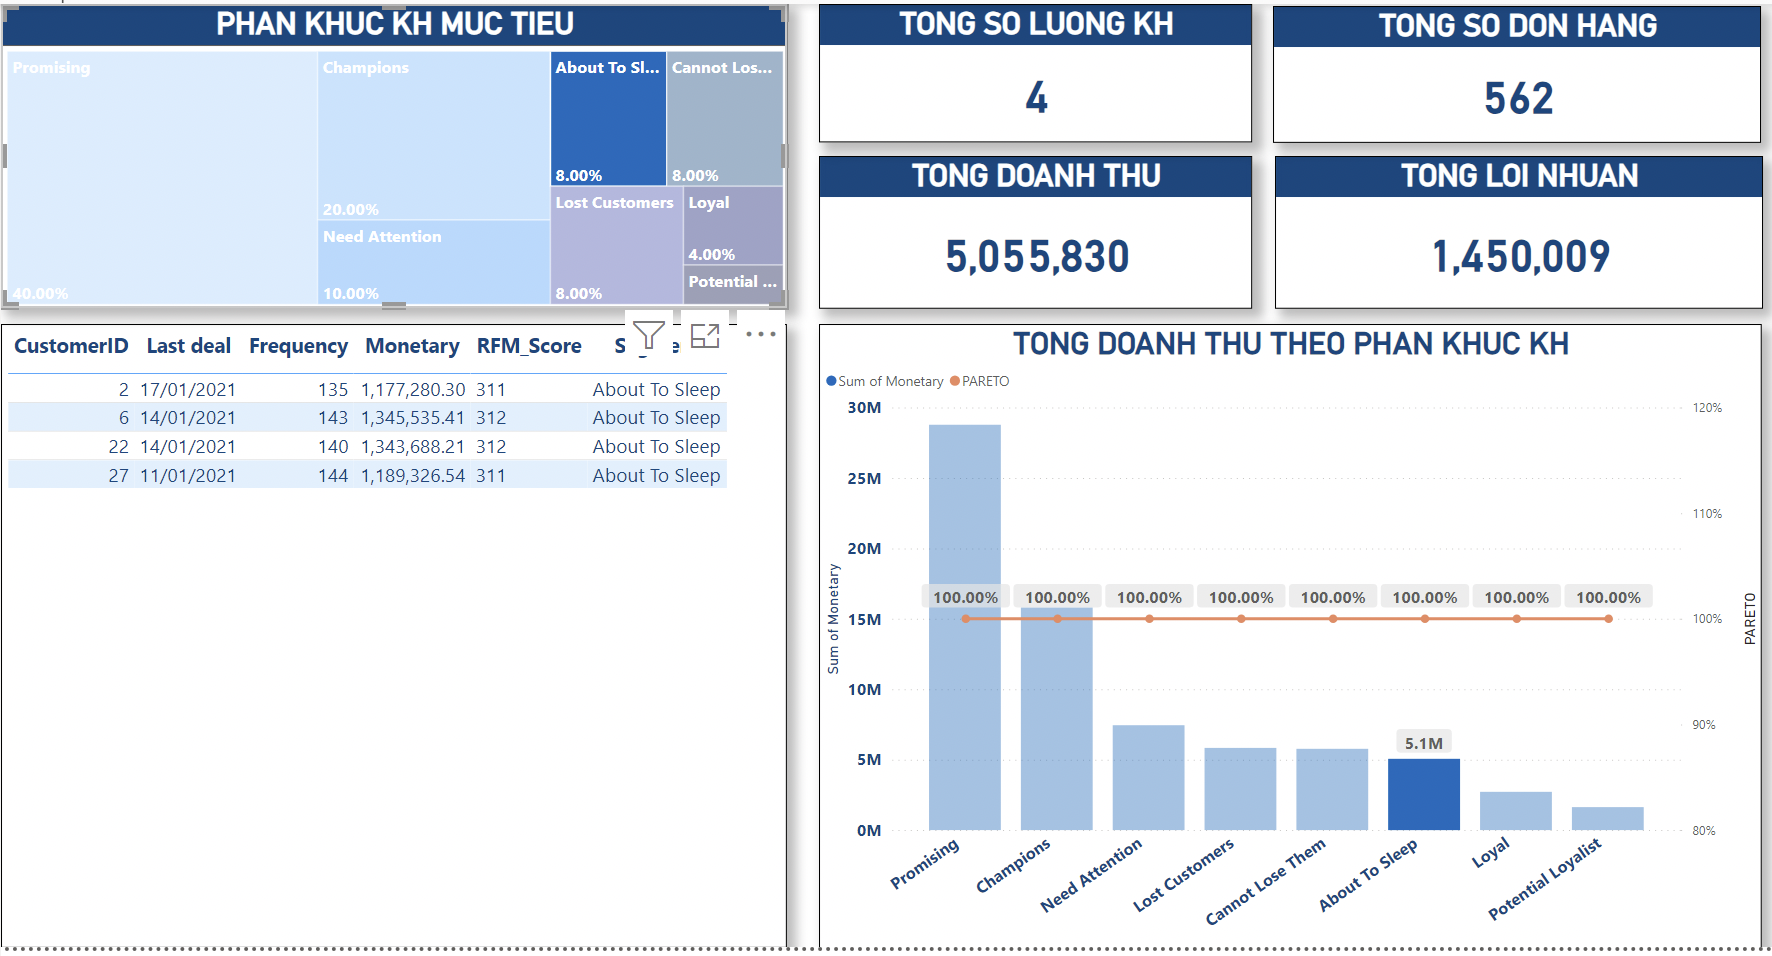 PHAN KHUC KH MUC TIEU
Promising
40.00%
Champions
20.00%
Need Attention
10.00%
About To Sl...
8.00%
Cannot Los...
8.00%
Lost Customers
8.00%
Loyal
4.00%
Potential ...
TONG SO LUONG KH
4
TONG SO DON HANG
562
TONG DOANH THU
5,055,830
TONG LOI NHUAN
1,450,009
CustomerID Last deal Frequency Monetary RFM_Score
2 17/01/2021 135 1,177,280.30 311 About To Sleep
6 14/01/2021 143 1,345,535.41 312 About To Sleep
22 14/01/2021 140 1,343,688.21 312 About To Sleep
27 11/01/2021 144 1,189,326.54 311 About To Sleep
TONG DOANH THU THEO PHAN KHUC KH
Sum of Monetary PARETO
30M
25M
20M
15M
10M
5M
0M
Sum of Monetary
100.00% 100.00% 100.00% 100.00% 100.00% 100.00% 100.00% 100.00%
5.1M
120%
110%
100%
90%
80%
PARETO
Promising
Champions
Need Attention
Lost Customers
Cannot Lose Them
About To Sleep
Loyal
Potential Loyalist